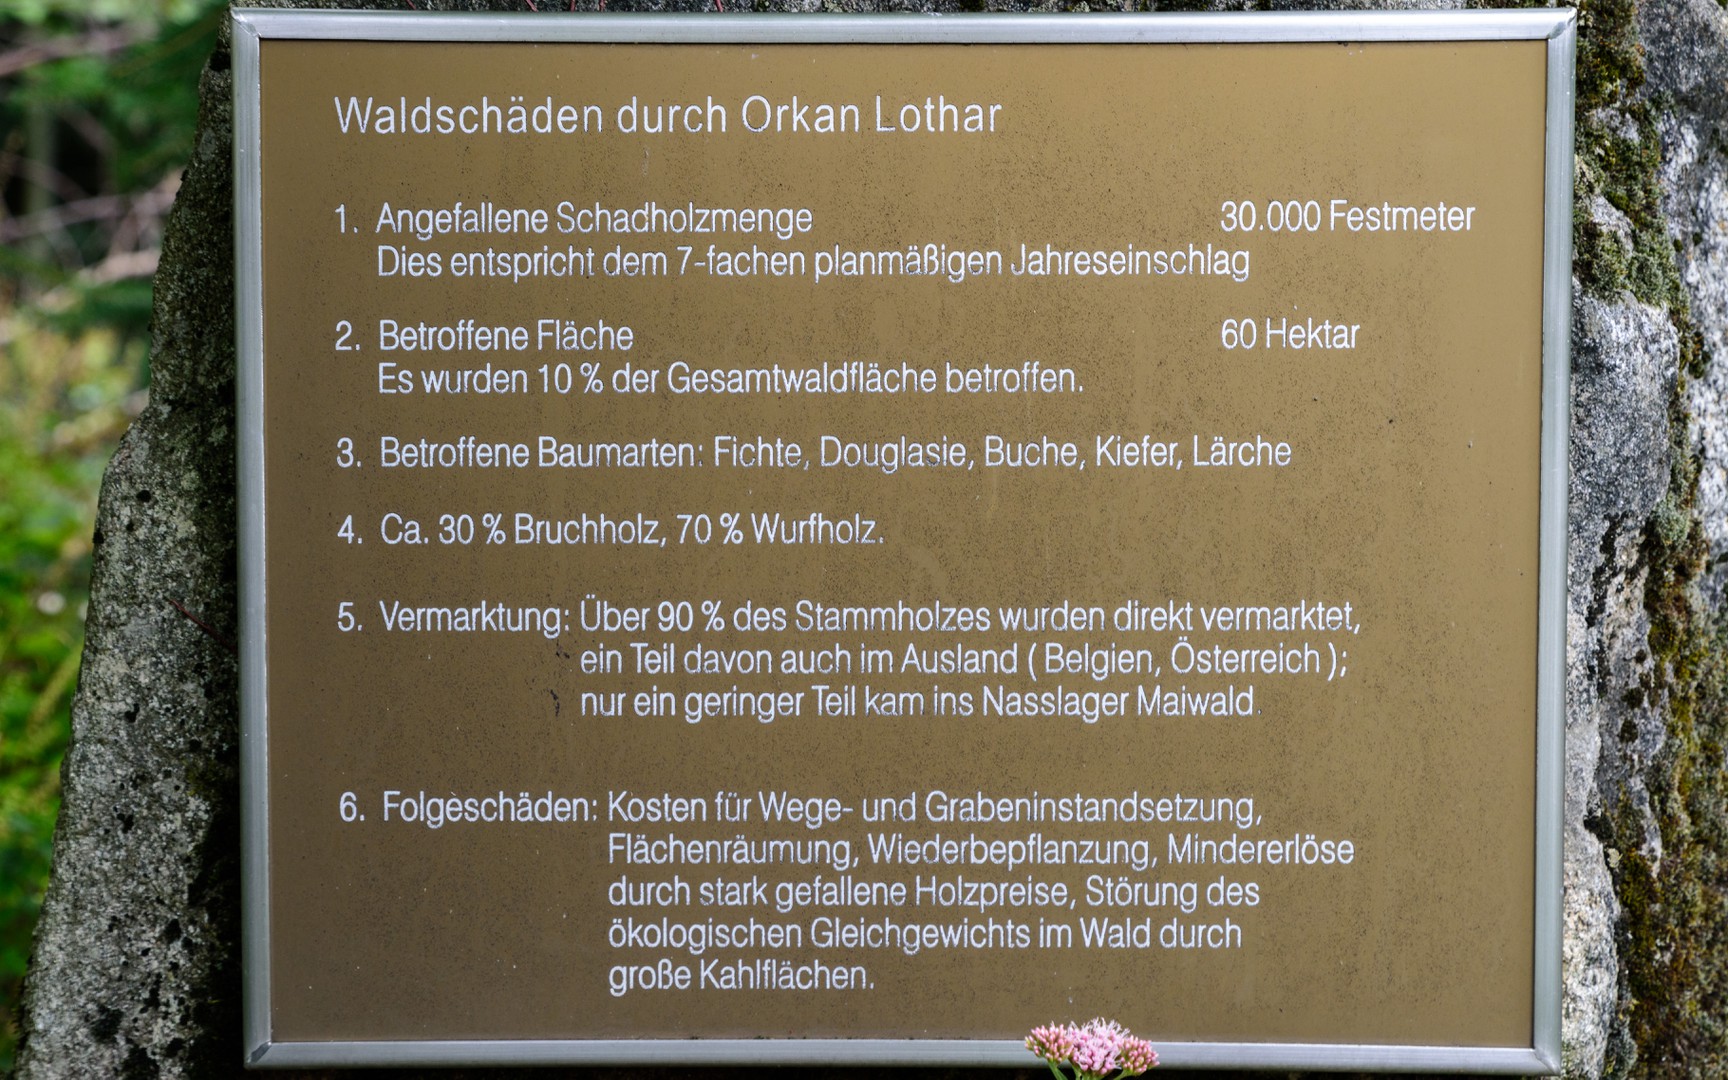 Waldschäden durch Orkan Lothar
1. Angefallene Schadholzmenge 30.000 Festmeter
Dies entspricht dem 7-fachen planmäßigen Jahreseinschlag
2. Betroffene Fläche 60 Hektar
Es wurden 10 % der Gesamtwaldfläche betroffen.
3. Betroffene Baumarten: Fichte, Douglasie, Buche, Kiefer, Lärche
4. Ca. 30 % Bruchholz, 70 % Wurfholz.
5. Vermarktung: Über 90 % des Stammholzes wurden direkt vermarktet,
ein Teil davon auch im Ausland ( Belgien, Österreich );
nur ein geringer Teil kam ins Nasslager Maiwald.
6. Folgeschäden: Kosten für Wege- und Grabeninstandsetzung,
Flächenräumung, Wiederbepflanzung, Mindererlöse
durch stark gefallene Holzpreise, Störung des
ökologischen Gleichgewichts im Wald durch
große Kahlflächen.